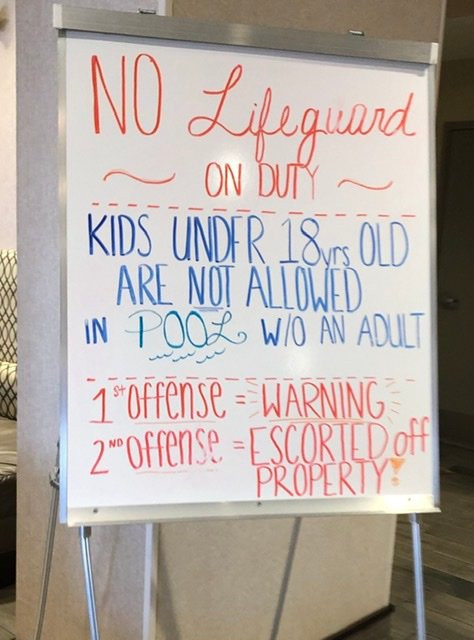 NO Lifeguard
~ ON DUTY ~
KIDS UNDER 18yrs OLD
ARE NOT ALLOWED
IN POOL W/O AN ADULT
1st Offense = WARNING
2ND Offense = ESCORTED off
PROPERTY!